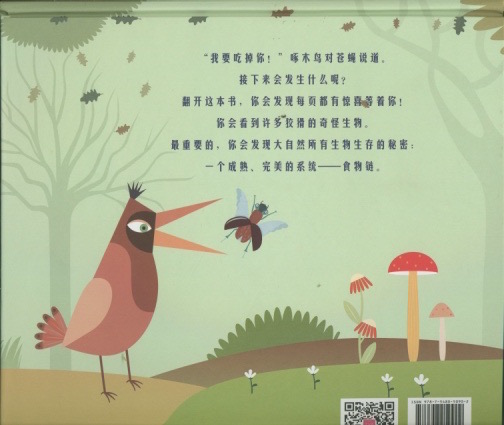 “我要吃掉你！”啄木鸟对苍蝇说道。
接下来会发生什么呢？
翻开这本书，你会发现每页都有惊喜等着你！
你会看到许多狡猾的奇怪生物。
最重要的，你会发现大自然所有生物生存的秘密：
一个成熟、完美的系统——食物链。